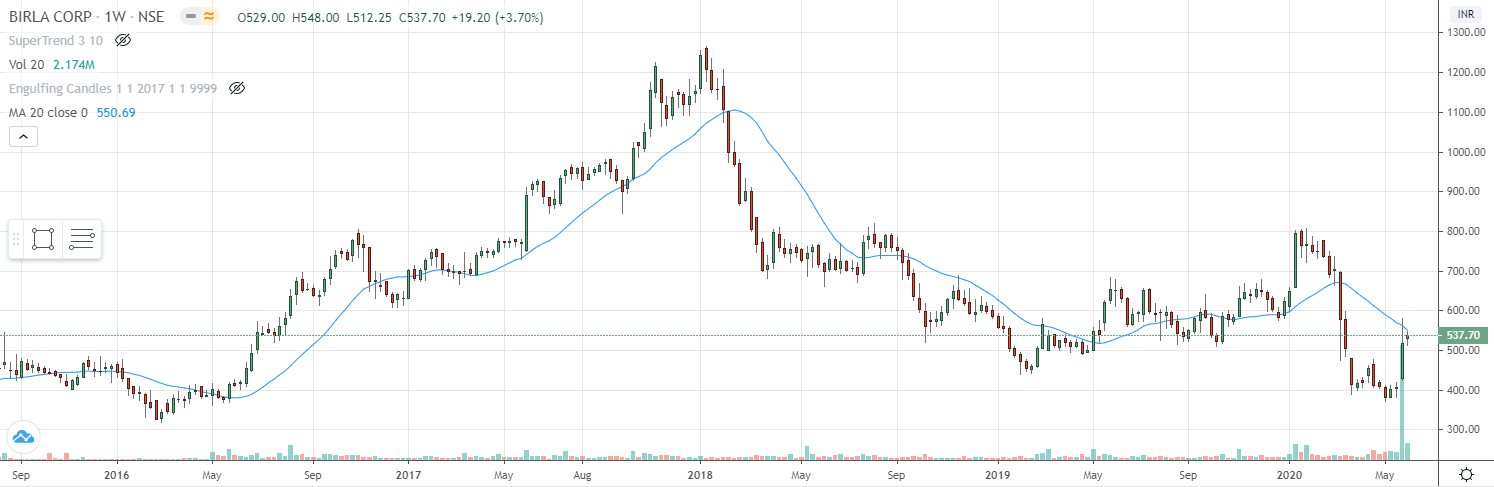 BIRLA CORP · 1W · NSE O529.00 H548.00 L512.25 C537.70 +19.20 (+3.70%) INR
SuperTrend 3 10
Vol 20 2.174M
Engulfing Candles 1 1 2017 1 1 9999
MA 20 close 0 550.69
1300.00
1200.00
1100.00
1000.00
900.00
800.00
700.00
600.00
537.70
500.00
400.00
300.00
Sep 2016 May Sep 2017 May Aug 2018 May Sep 2019 May Sep 2020 May